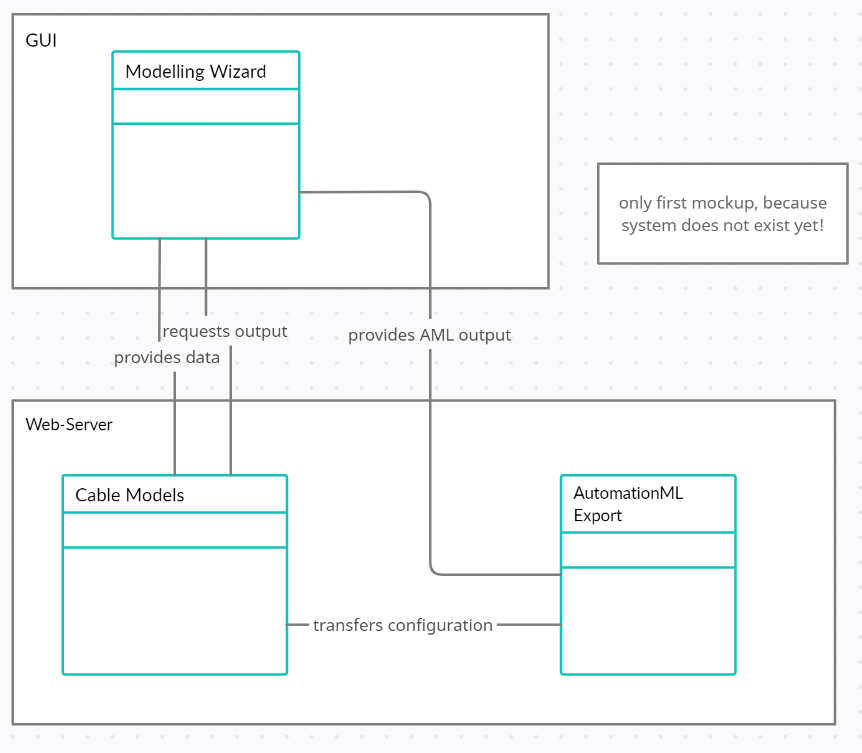 GUI
Modelling Wizard
only first mockup, because
system does not exist yet!
requests output
provides AML output
provides data
Web-Server
Cable Models
AutomationML
Export
transfers configuration